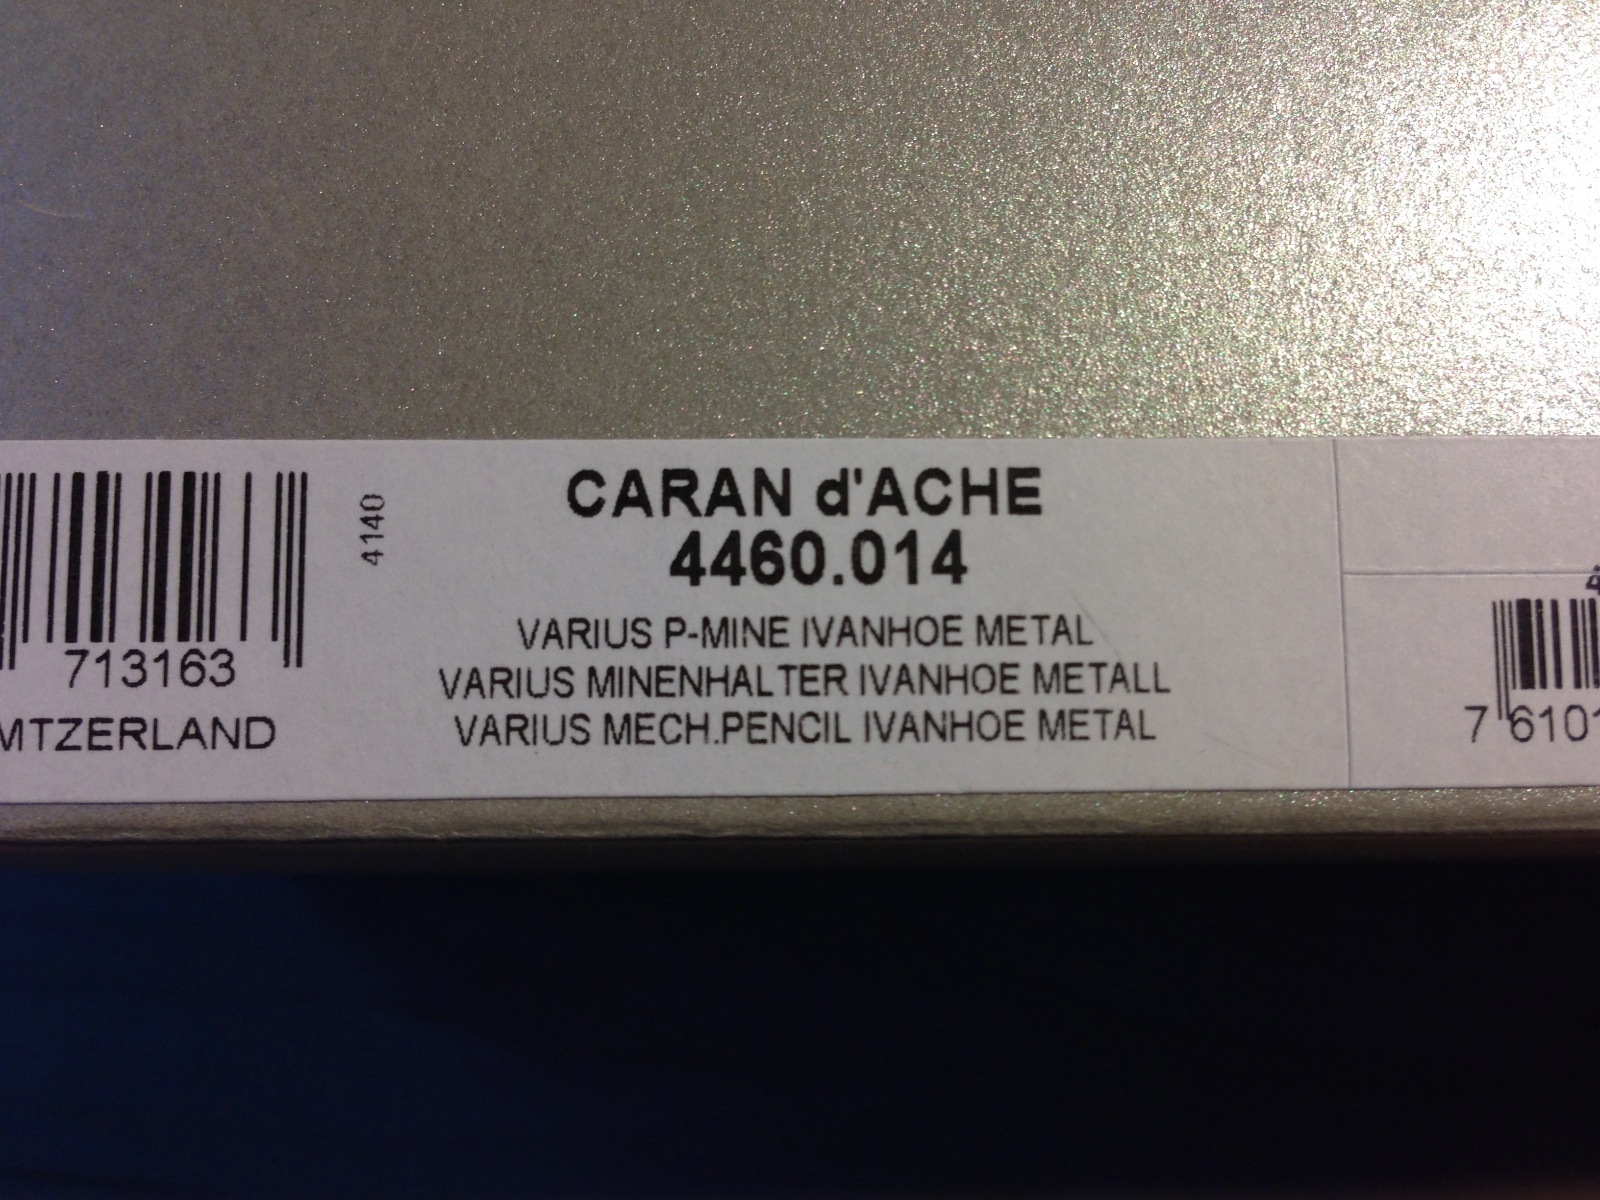 CARAN d'ACHE
4460.014
VARIUS P-MINE IVANHOE METAL
VARIUS MINENHALTER IVANHOE METALL
VARIUS MECH.PENCIL IVANHOE METAL
713163
MTZERLAND
4140
7 6101